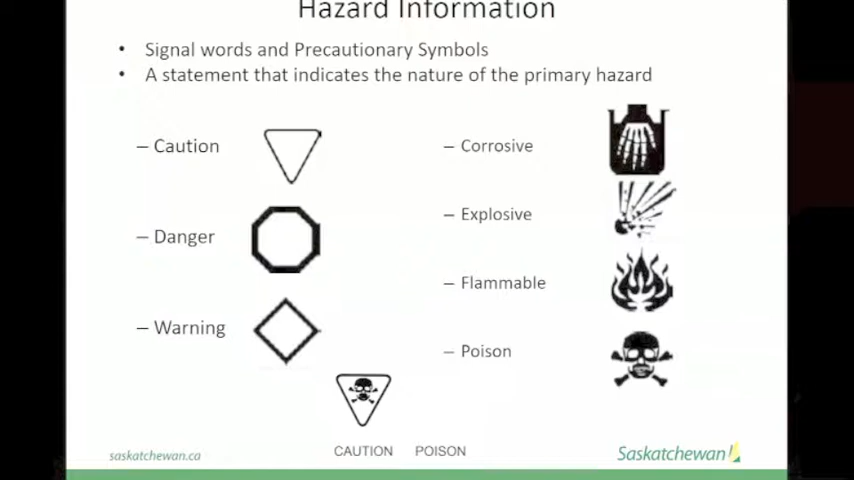 Hazard Information
• Signal words and Precautionary Symbols
• A statement that indicates the nature of the primary hazard
– Caution
– Danger
– Warning
– Corrosive
– Explosive
– Flammable
– Poison
CAUTION POISON
saskatchewan.ca
Saskatchewan